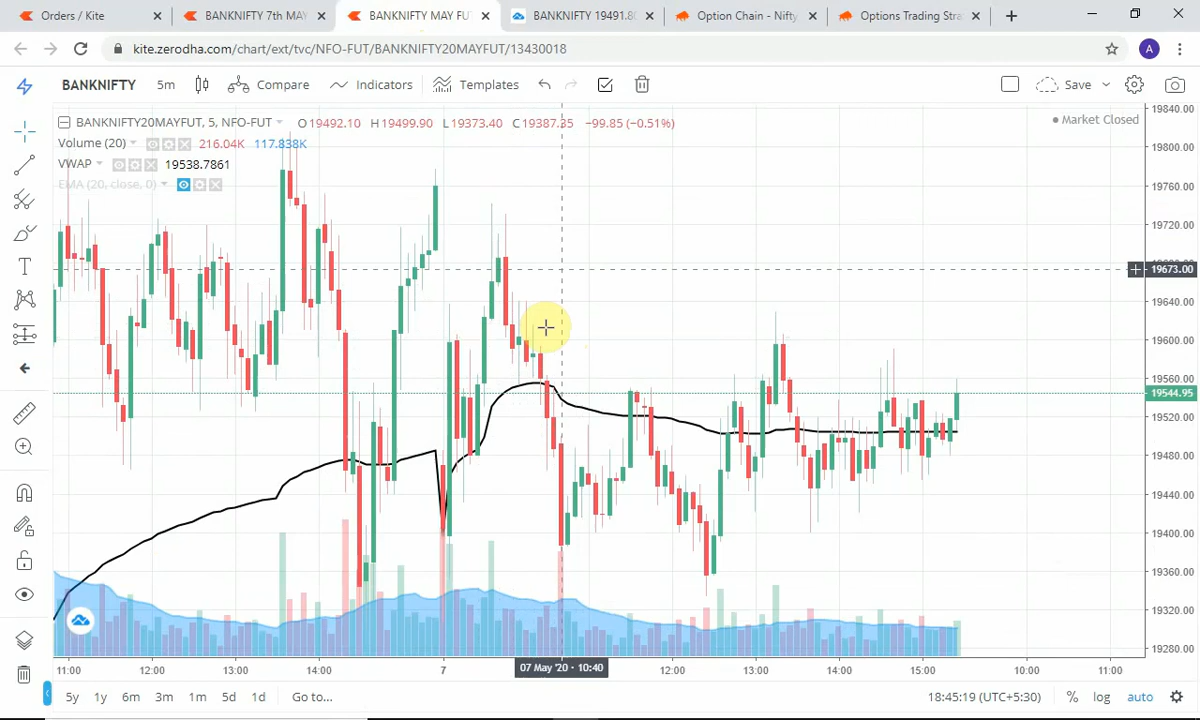 Orders / Kite
BANKNIFTY 7th MAY
BANKNIFTY MAY FU
BANKNIFTY 19491.80
Option Chain - Nifty
Options Trading Stra
kite.zerodha.com/chart/ext/tvc/NFO-FUT/BANKNIFTY20MAYFUT/13430018
A
BANKNIFTY 5m Compare Indicators Templates Save
BANKNIFTY20MAYFUT, 5, NFO-FUT O19492.10 H19499.90 L19373.40 C19387.35 −99.85 (−0.51%)
Market Closed
Volume (20) 216.04K 117.838K
VWAP 19538.7861
EMA (20, close, 0)
19840.00
19800.00
19760.00
19720.00
19673.00
19640.00
19600.00
19560.00
19544.95
19520.00
19480.00
19440.00
19400.00
19360.00
19320.00
19280.00
11:00 12:00 13:00 14:00 7 07 May '20 - 10:40 12:00 13:00 14:00 15:00 10:00 11:00
5y 1y 6m 3m 1m 5d 1d Go to... 18:45:19 (UTC+5:30) % log auto